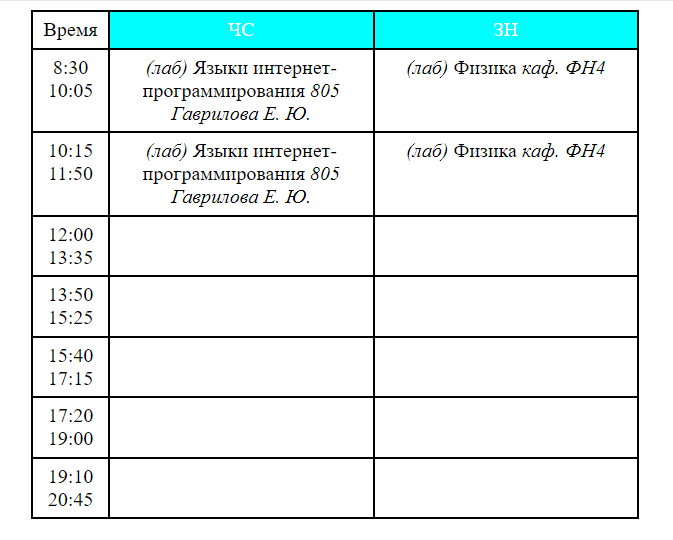 Время ЧС ЗН
8:30
10:05
(лаб) Языки интернет-
программирования 805
Гаврилова Е. Ю.
(лаб) Физика каф. ФН4
10:15
11:50
(лаб) Языки интернет-
программирования 805
Гаврилова Е. Ю.
(лаб) Физика каф. ФН4
12:00
13:35
13:50
15:25
15:40
17:15
17:20
19:00
19:10
20:45